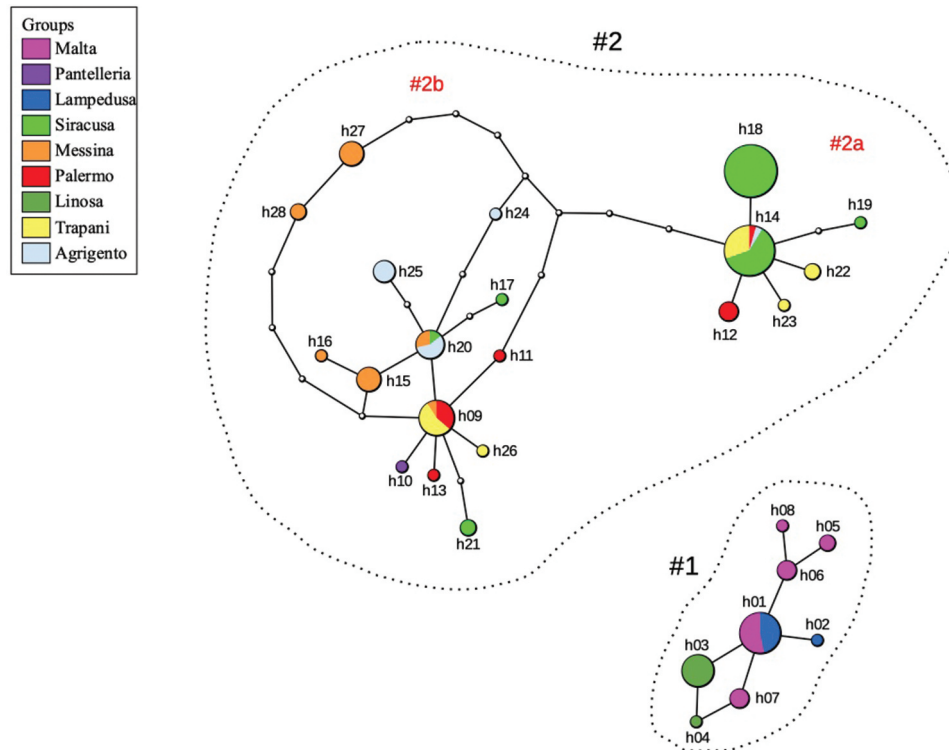 Groups
Malta
Pantelleria
Lampedusa
Siracusa
Messina
Palermo
Linosa
Trapani
Agrigento
#2
#2b
#2a
h27
h18
h28
h24
h14
h19
h25
h22
h17
h23
h12
h16
h20
h11
h15
h09
h26
h10
h13
h21
h08
h05
#1
h06
h01
h02
h03
h07
h04